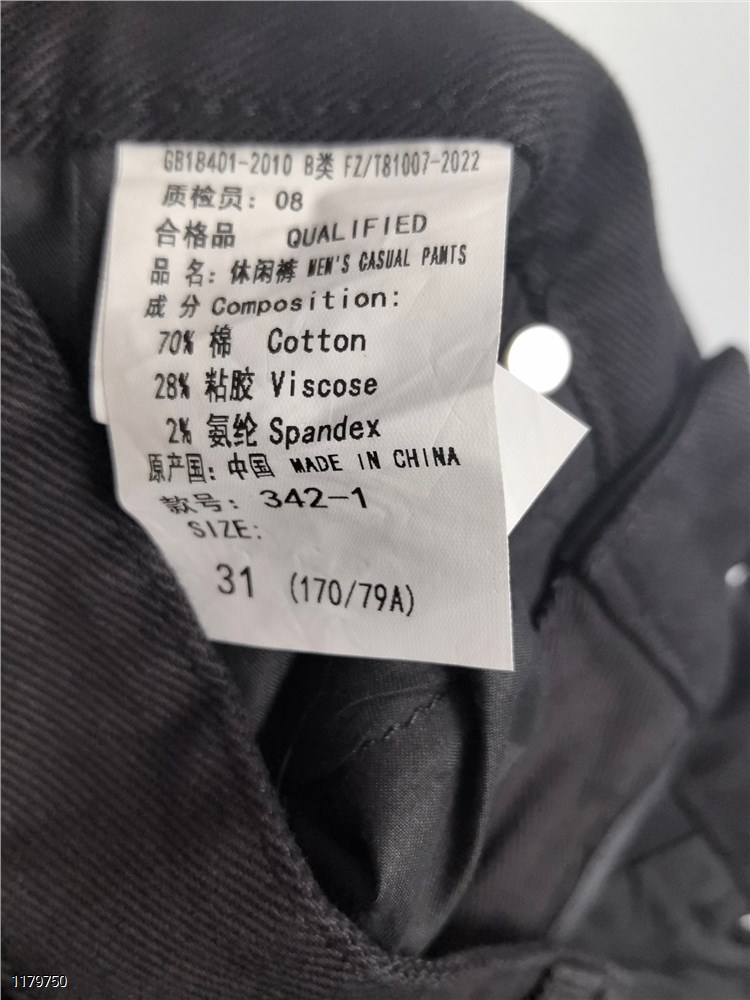 GB18401-2010 B类 FZ/T81007-2022
质检员: 08
合格品 QUALIFIED
品 名: 休闲裤 MEN'S CASUAL PANTS
成 分 Composition:
70% 棉 Cotton
28% 粘胶 Viscose
2% 氨纶 Spandex
原产国: 中国 MADE IN CHINA
款号: 342-1
SIZE:
31 (170/79A)
1179750